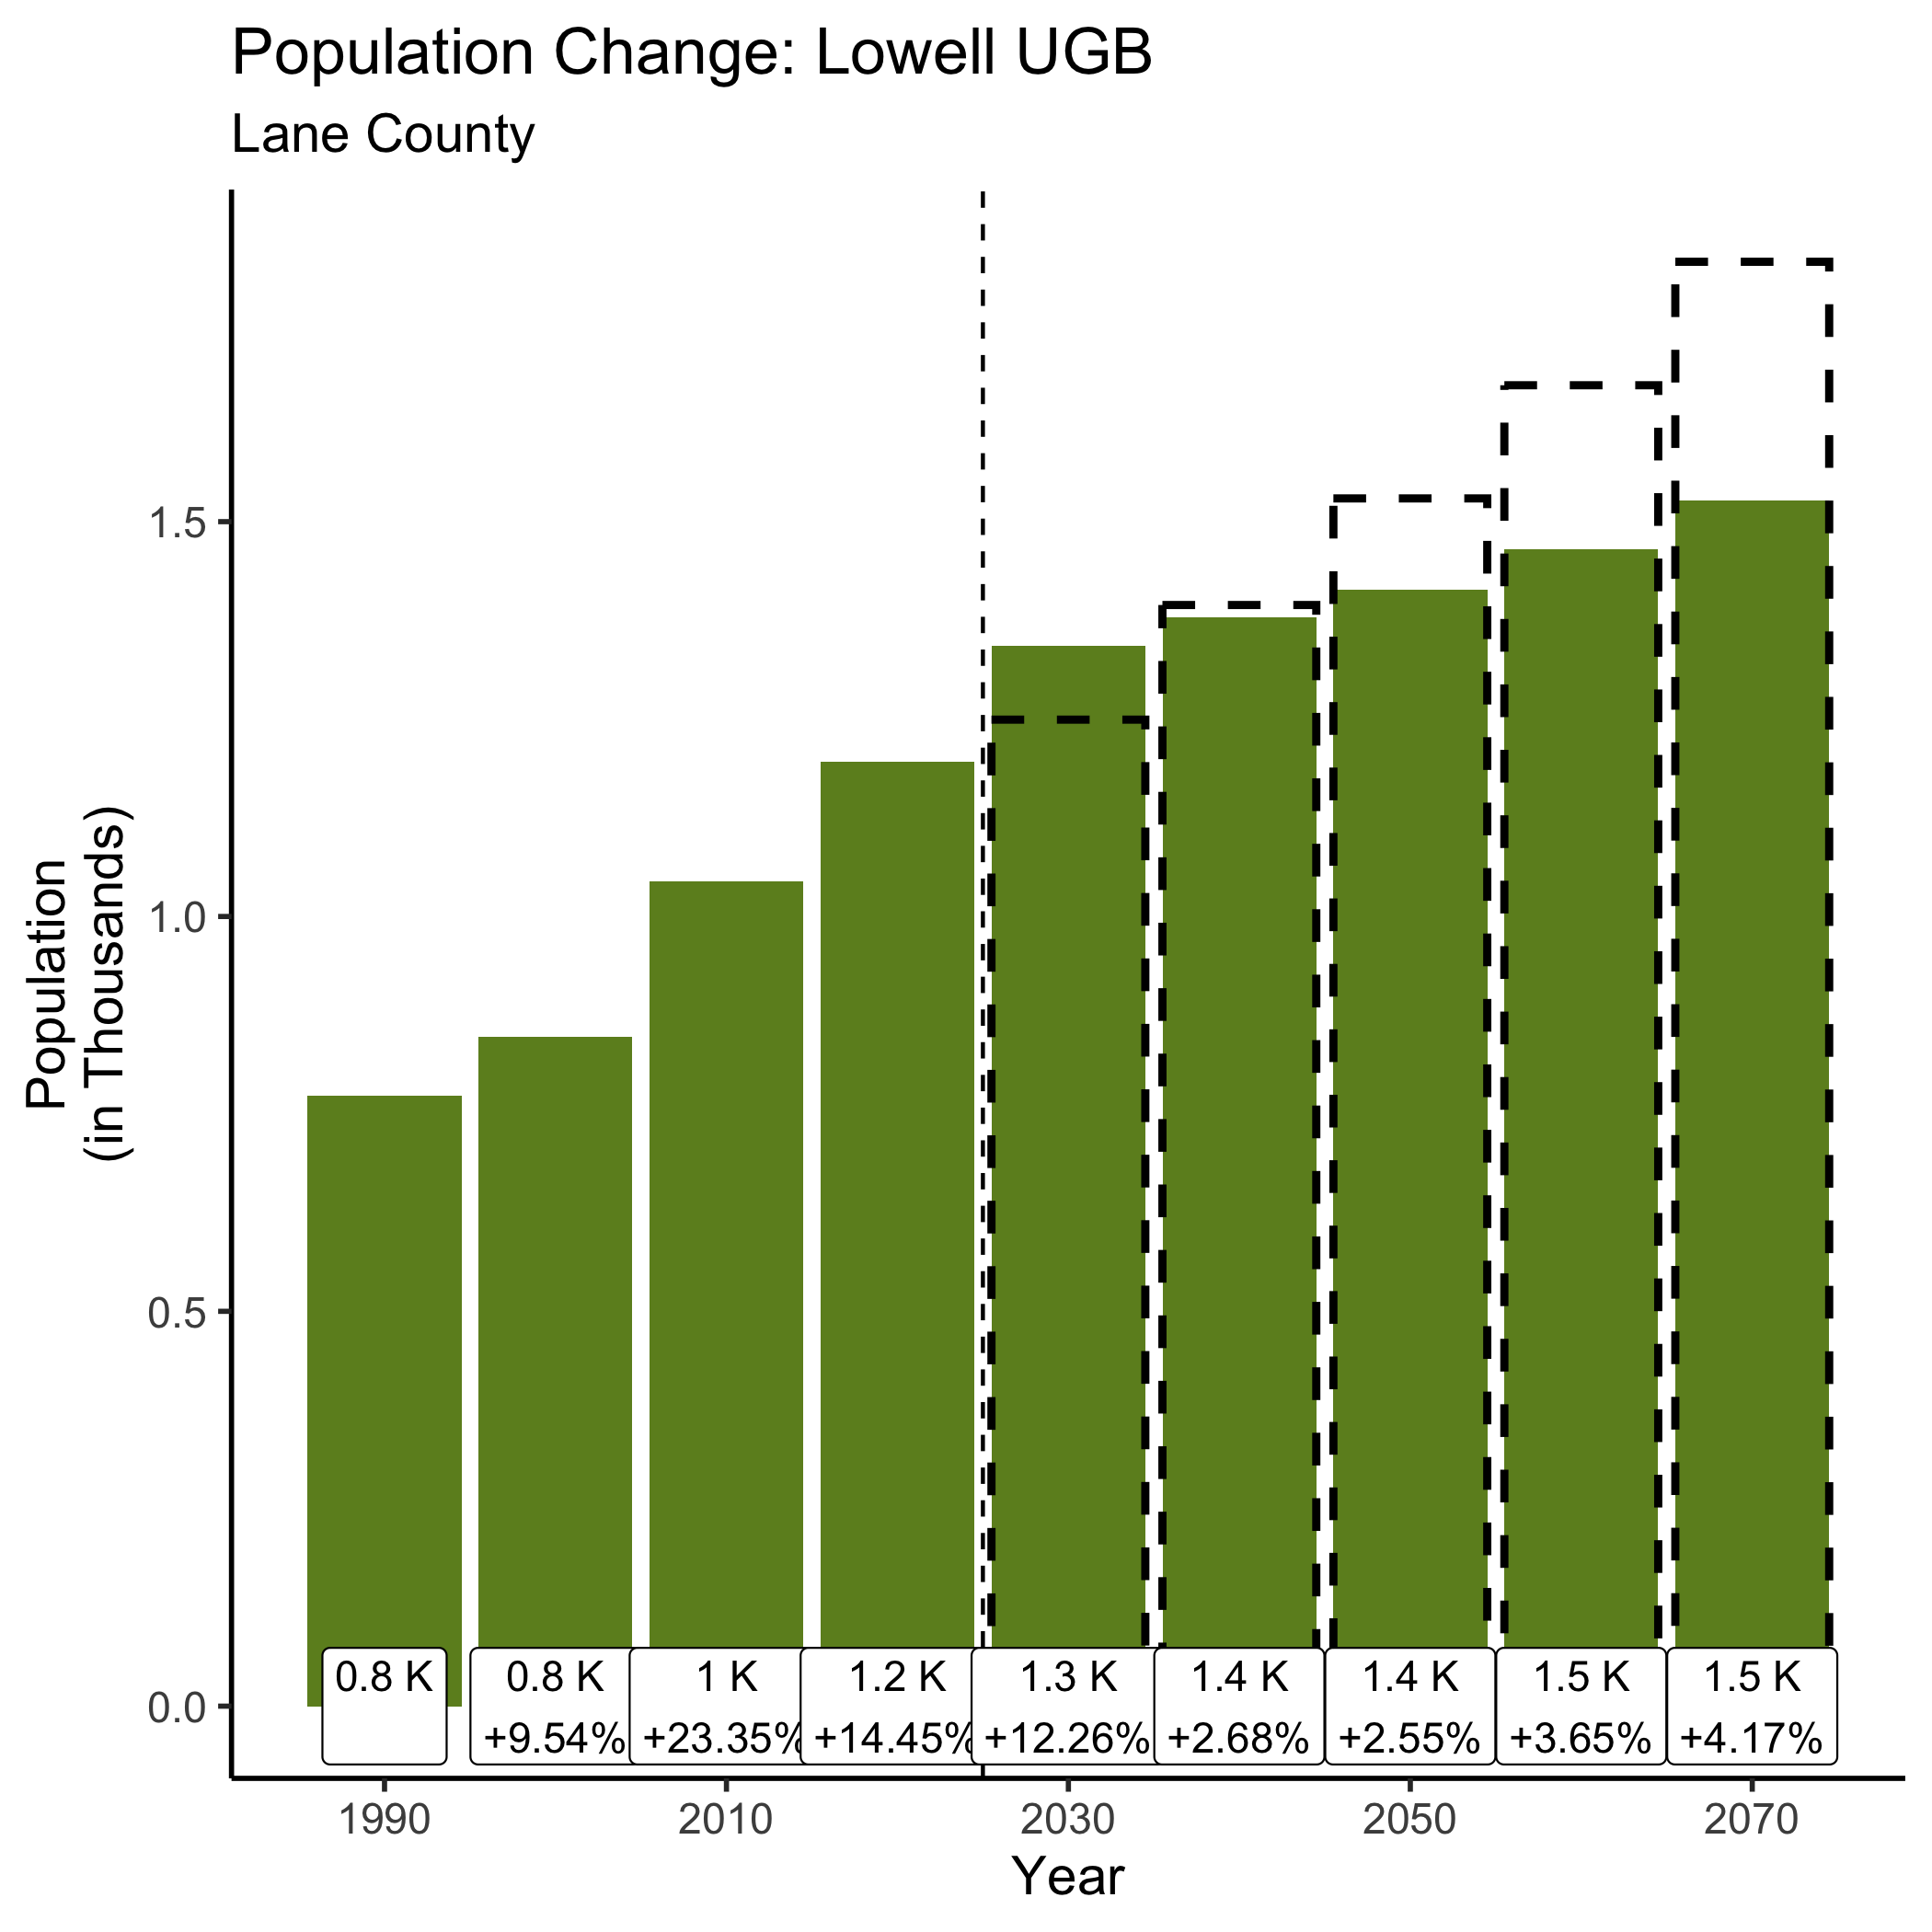 Population Change: Lowell UGB
Lane County
Population
(in Thousands)
1.5
1.0
0.5
0.0
0.8 K
0.8 K
+9.54%
1 K
+23.35%
1.2 K
+14.45%
1.3 K
+12.26%
1.4 K
+2.68%
1.4 K
+2.55%
1.5 K
+3.65%
1.5 K
+4.17%
1990
2010
2030
2050
2070
Year